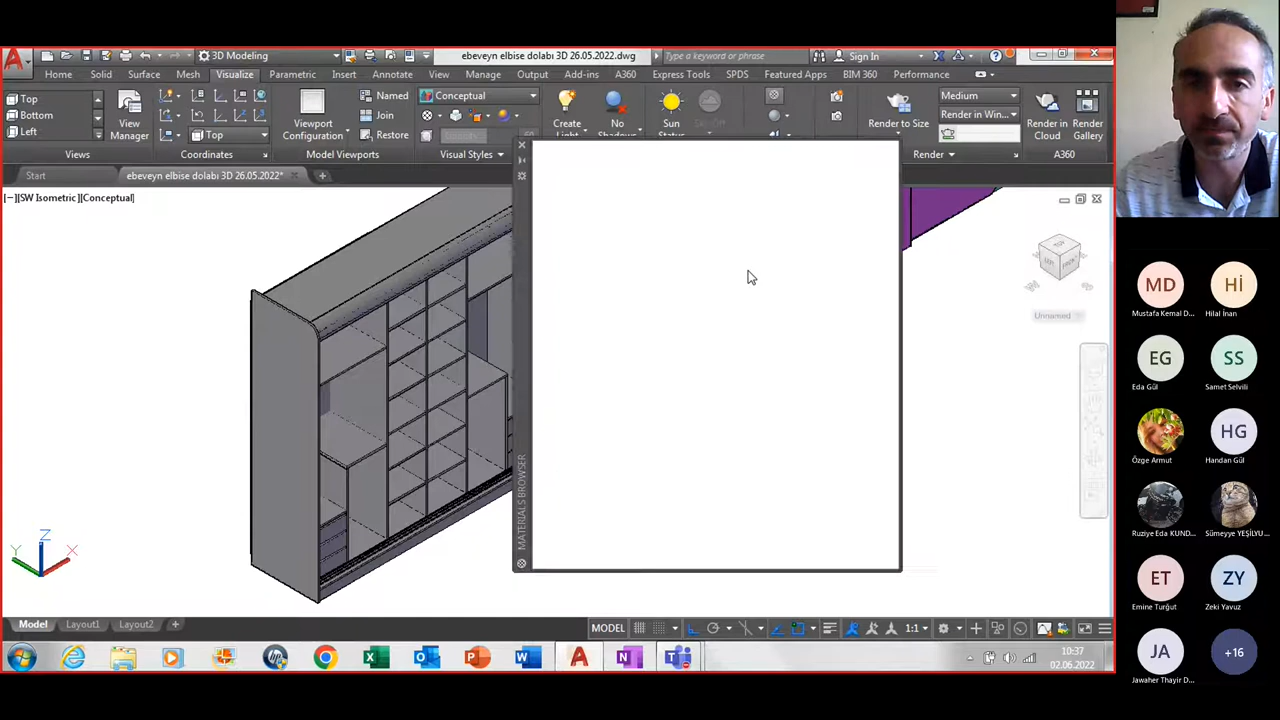 3D Modeling
ebeveyn elbise dolabı 3D 26.05.2022.dwg
Type a keyword or phrase
Sign In
Home Solid Surface Mesh Visualize Parametric Insert Annotate View Manage Output Add-ins A360 Express Tools SPDS Featured Apps BIM 360 Performance
Top
Bottom
Left
View Manager
Top
Viewport Configuration
Named
Join
Restore
Conceptual
Create Light
No Shadows
Sun Status
Render to Size
Medium
Render in Win...
Render in Cloud
Render Gallery
Views Coordinates Model Viewports Visual Styles Render A360
Start ebeveyn elbise dolabı 3D 26.05.2022*
[−][SW Isometric][Conceptual]
TOP
LEFT
FRONT
Unnamed
MATERIALS BROWSER
Z
Y
X
Model Layout1 Layout2
MODEL 1:1
10:37
02.06.2022
MD
Mustafa Kemal D...
Hİ
Hilal İnan
EG
Eda Gül
SS
Samet Selvili
Özge Armut
HG
Handan Gül
Ruziye Eda KUND...
Sümeyye YEŞİLYU...
ET
Emine Turğut
ZY
Zeki Yavuz
JA
Jawaher Thayir D...
+16